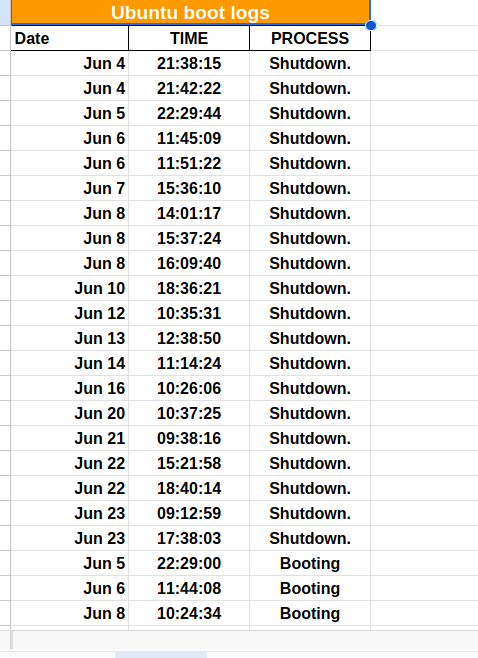 Ubuntu boot logs
Date TIME PROCESS
Jun 4 21:38:15 Shutdown.
Jun 4 21:42:22 Shutdown.
Jun 5 22:29:44 Shutdown.
Jun 6 11:45:09 Shutdown.
Jun 6 11:51:22 Shutdown.
Jun 7 15:36:10 Shutdown.
Jun 8 14:01:17 Shutdown.
Jun 8 15:37:24 Shutdown.
Jun 8 16:09:40 Shutdown.
Jun 10 18:36:21 Shutdown.
Jun 12 10:35:31 Shutdown.
Jun 13 12:38:50 Shutdown.
Jun 14 11:14:24 Shutdown.
Jun 16 10:26:06 Shutdown.
Jun 20 10:37:25 Shutdown.
Jun 21 09:38:16 Shutdown.
Jun 22 15:21:58 Shutdown.
Jun 22 18:40:14 Shutdown.
Jun 23 09:12:59 Shutdown.
Jun 23 17:38:03 Shutdown.
Jun 5 22:29:00 Booting
Jun 6 11:44:08 Booting
Jun 8 10:24:34 Booting